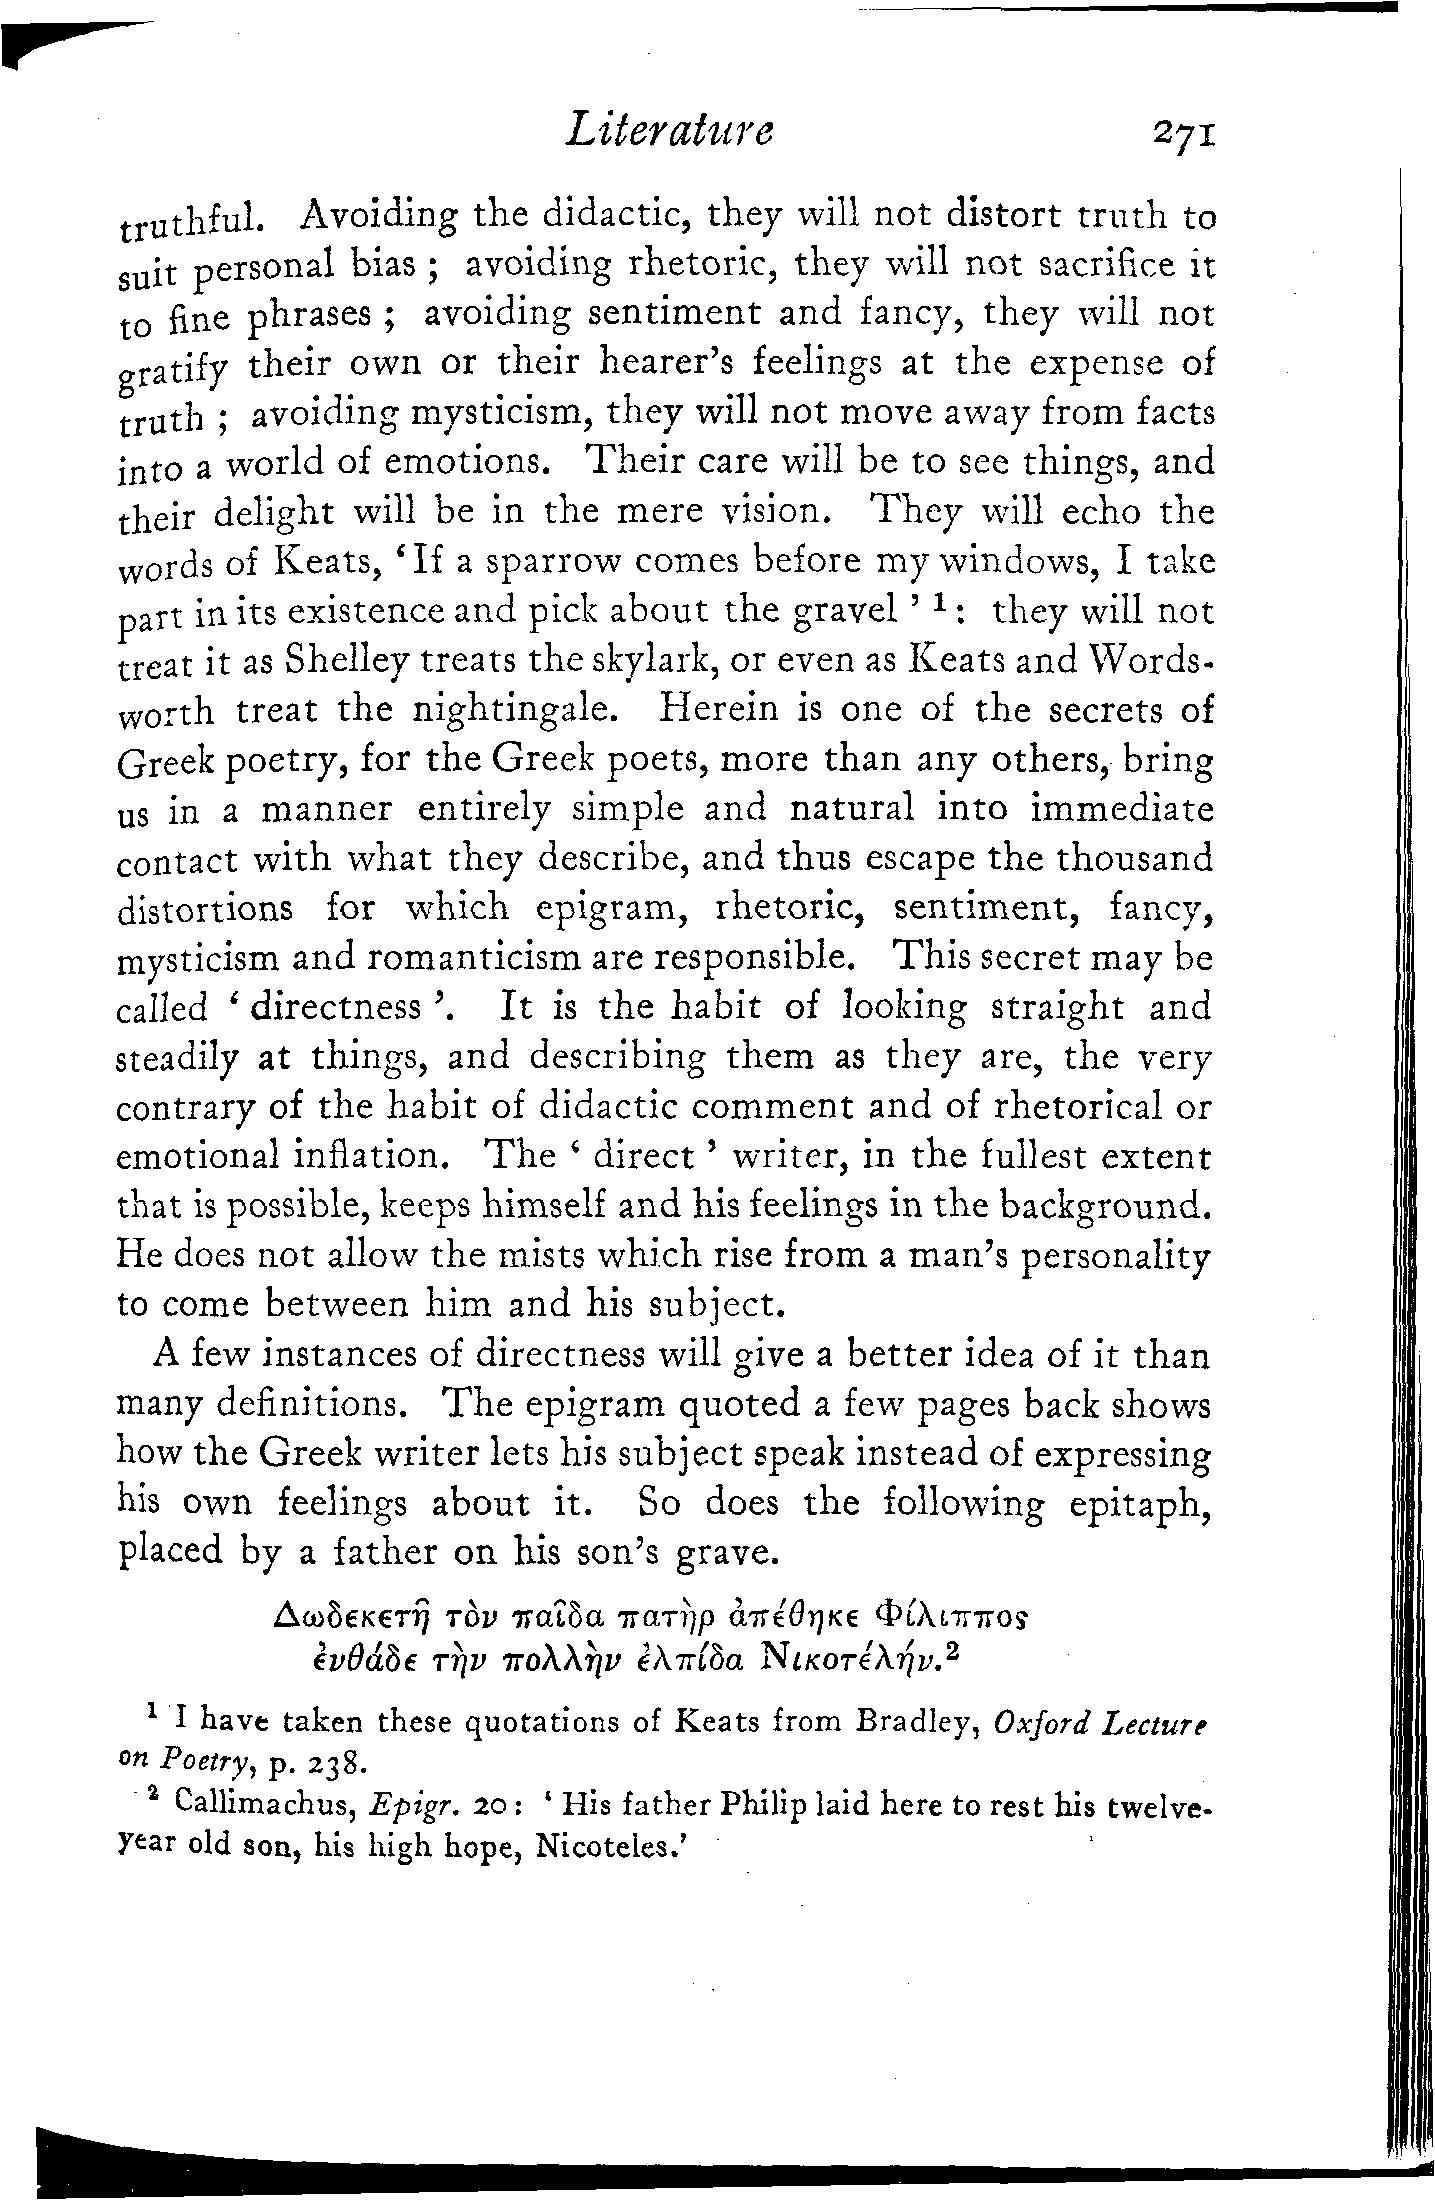 Literature 271
truthful. Avoiding the didactic, they will not distort truth to
suit personal bias ; avoiding rhetoric, they will not sacrifice it
to fine phrases ; avoiding sentiment and fancy, they will not
gratify their own or their hearer's feelings at the expense of
truth ; avoiding mysticism, they will not move away from facts
into a world of emotions. Their care will be to see things, and
their delight will be in the mere vision. They will echo the
words of Keats, ‘If a sparrow comes before my windows, I take
part in its existence and pick about the gravel ’ ¹: they will not
treat it as Shelley treats the skylark, or even as Keats and Words-
worth treat the nightingale. Herein is one of the secrets of
Greek poetry, for the Greek poets, more than any others, bring
us in a manner entirely simple and natural into immediate
contact with what they describe, and thus escape the thousand
distortions for which epigram, rhetoric, sentiment, fancy,
mysticism and romanticism are responsible. This secret may be
called ‘ directness ’. It is the habit of looking straight and
steadily at things, and describing them as they are, the very
contrary of the habit of didactic comment and of rhetorical or
emotional inflation. The ‘ direct ’ writer, in the fullest extent
that is possible, keeps himself and his feelings in the background.
He does not allow the mists which rise from a man's personality
to come between him and his subject.
A few instances of directness will give a better idea of it than
many definitions. The epigram quoted a few pages back shows
how the Greek writer lets his subject speak instead of expressing
his own feelings about it. So does the following epitaph,
placed by a father on his son's grave.
Δωδεκετῆ τὸν παῖδα πατὴρ ἀπέθηκε Φίλιππος
ἐνθάδε τὴν πολλὴν ἐλπίδα Νικοτέλήν.²
¹ I have taken these quotations of Keats from Bradley, Oxford Lecture
on Poetry, p. 238.
² Callimachus, Epigr. 20: ‘ His father Philip laid here to rest his twelve-
year old son, his high hope, Nicoteles.’